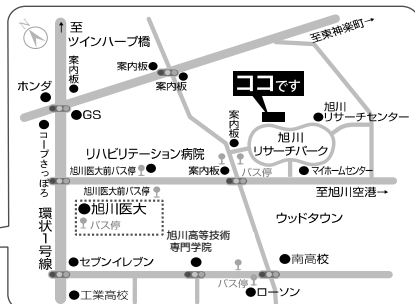 N
↑至
ツインハープ橋
至東神楽町→
案内板
案内板
案内板
ホンダ
GS
ココです
旭川
リサーチセンター
案内板
旭川
リサーチパーク
コープさっぽろ
リハビリテーション病院
旭川医大前バス停
案内板
バス停
マイホームセンター
旭川医大前バス停
至旭川空港→
旭川医大
バス停
環状1号線
ウッドタウン
旭川高等技術
専門学院
セブンイレブン
南高校
バス停
工業高校
ローソン